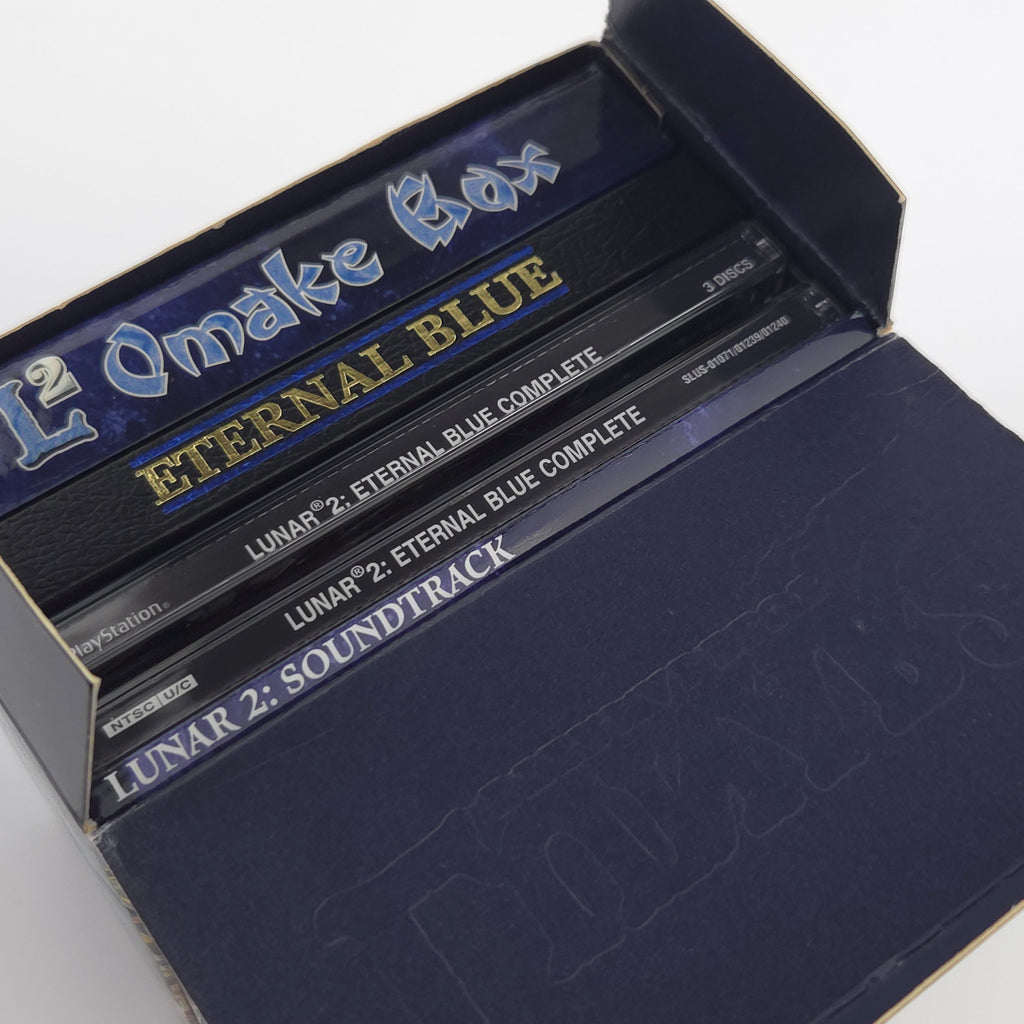 L² Omake Box
ETERNAL BLUE
PlayStation® LUNAR® 2: ETERNAL BLUE COMPLETE 3 DISCS
NTSC U/C LUNAR® 2: ETERNAL BLUE COMPLETE SLUS-01071/01239/01240
LUNAR 2: SOUNDTRACK